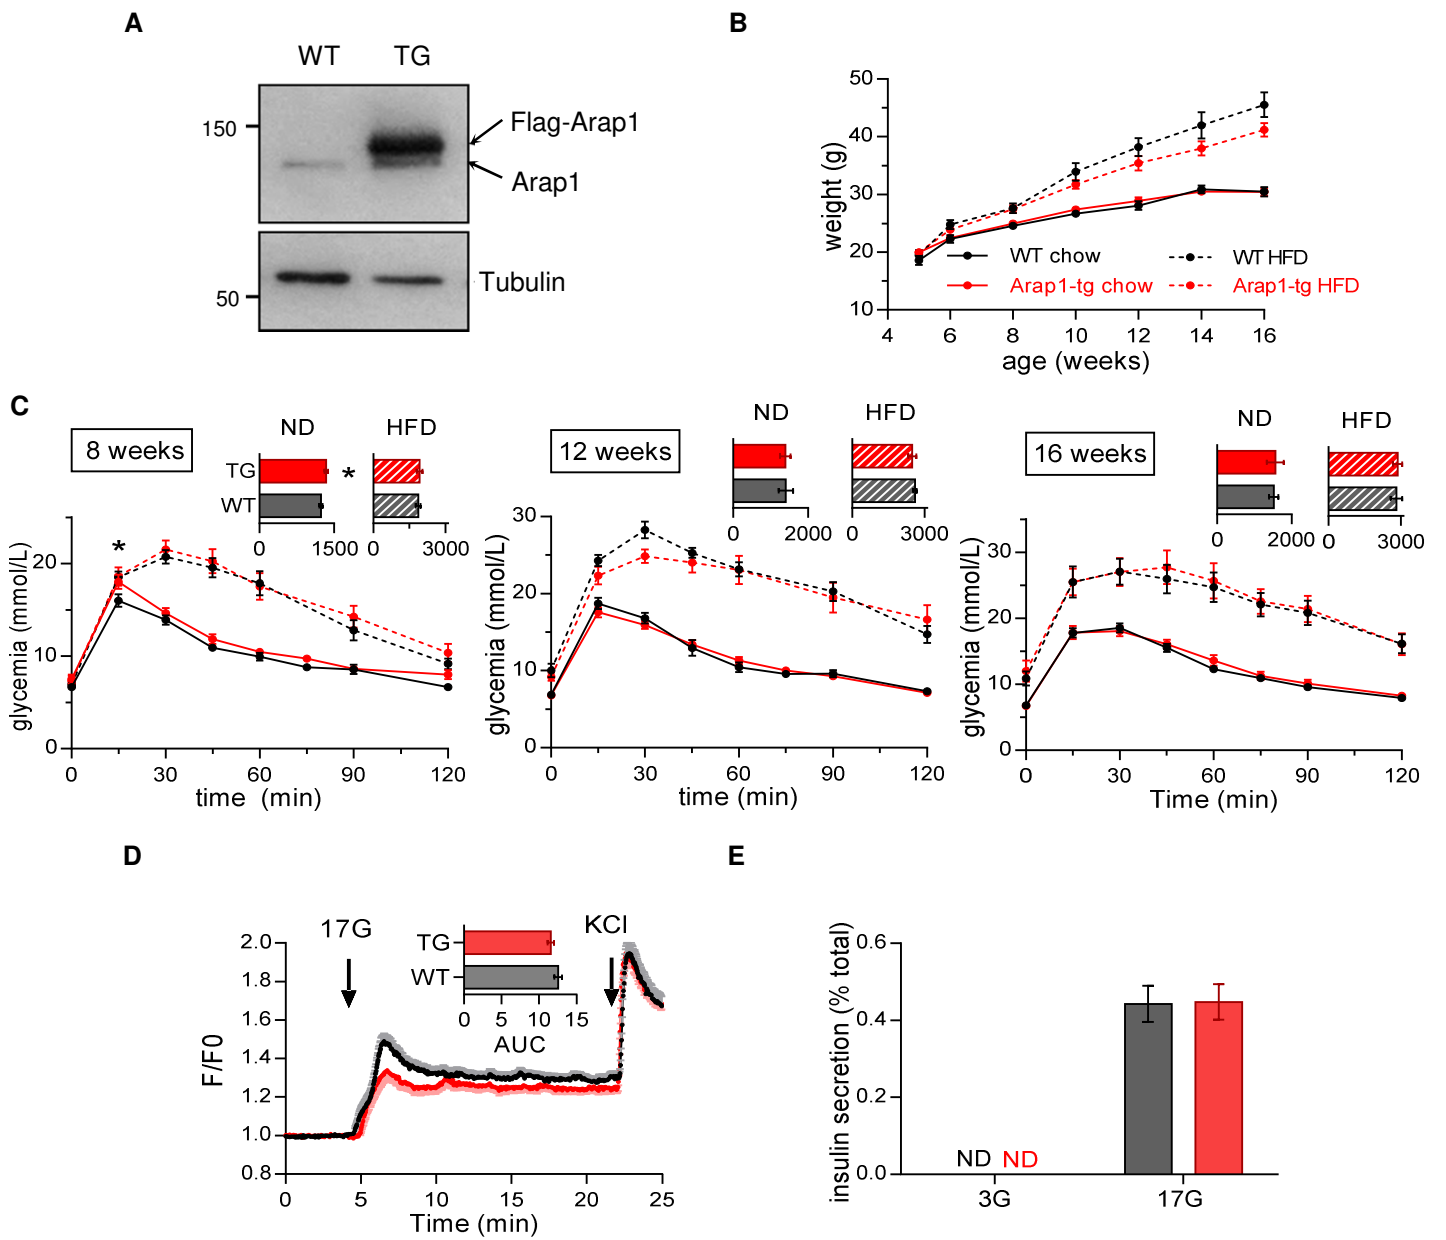 A
WT TG
150
Flag-Arap1
Arap1
Tubulin
50
B
50
40
30
20
10
weight (g)
WT chow
WT HFD
Arap1-tg chow
Arap1-tg HFD
4 6 8 10 12 14 16
age (weeks)
C
8 weeks
ND
HFD
TG
*
WT
0 1500
0 3000
*
20
10
0
glycemia (mmol/L)
0 30 60 90 120
time (min)
12 weeks
ND
HFD
0 2000
0 3000
30
20
10
0
glycemia (mmol/L)
0 30 60 90 120
time (min)
16 weeks
ND
HFD
0 2000
0 3000
30
20
10
0
glycemia (mmol/L)
0 30 60 90 120
Time (min)
D
17G
KCl
TG
WT
0 5 10 15
AUC
2.0
1.8
1.6
1.4
1.2
1.0
0.8
F/F0
0 5 10 15 20 25
Time (min)
E
0.6
0.4
0.2
0.0
insulin secretion (% total)
ND ND
3G 17G